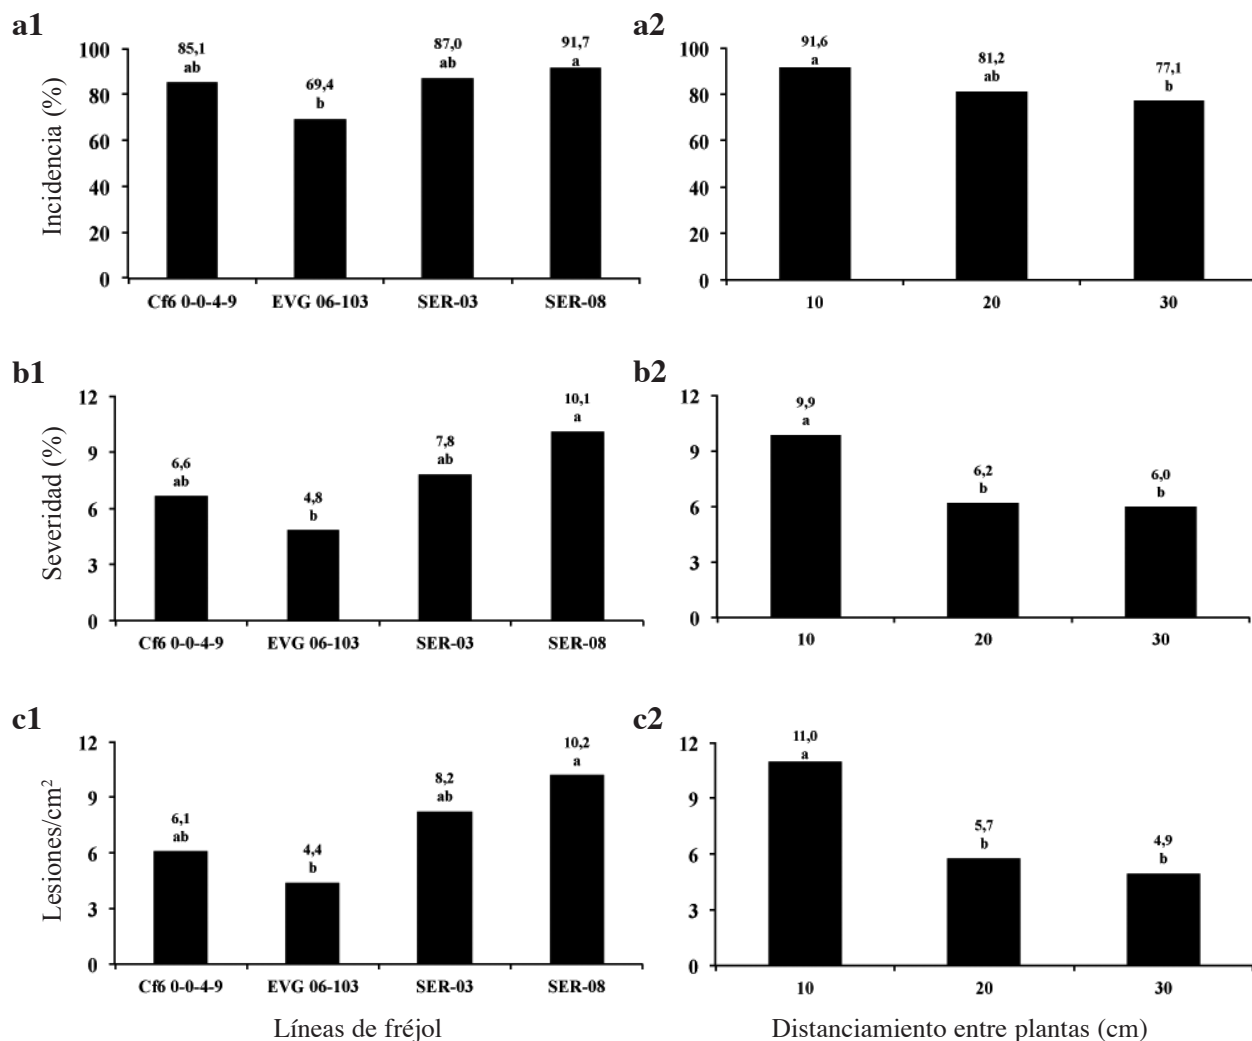 a1
Incidencia (%)
100
80
60
40
20
0
85,1
ab
69,4
b
87,0
ab
91,7
a
Cf6 0-0-4-9 EVG 06-103 SER-03 SER-08
a2
100
80
60
40
20
0
91,6
a
81,2
ab
77,1
b
10 20 30
b1
Severidad (%)
12
9
6
3
0
6,6
ab
4,8
b
7,8
ab
10,1
a
Cf6 0-0-4-9 EVG 06-103 SER-03 SER-08
b2
12
9
6
3
0
9,9
a
6,2
b
6,0
b
10 20 30
c1
Lesiones/cm²
12
9
6
3
0
6,1
ab
4,4
b
8,2
ab
10,2
a
Cf6 0-0-4-9 EVG 06-103 SER-03 SER-08
Líneas de fréjol
c2
12
9
6
3
0
11,0
a
5,7
b
4,9
b
10 20 30
Distanciamiento entre plantas (cm)